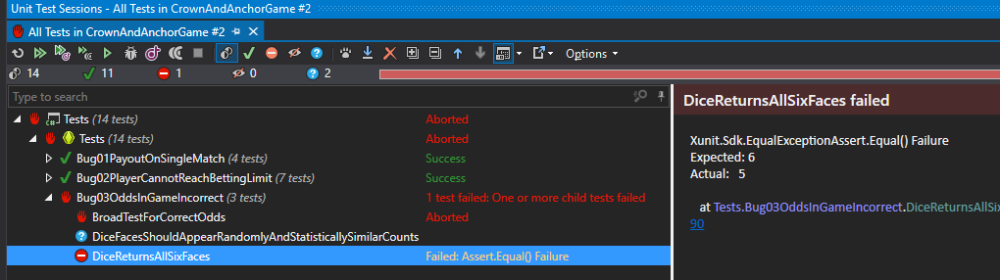 Unit Test Sessions - All Tests in CrownAndAnchorGame #2
All Tests in CrownAndAnchorGame #2
Options
14 11 1 0 2
Type to search
Tests (14 tests) Aborted
Tests (14 tests) Aborted
Bug01PayoutOnSingleMatch (4 tests) Success
Bug02PlayerCannotReachBettingLimit (7 tests) Success
Bug03OddsInGameIncorrect (3 tests) 1 test failed: One or more child tests failed
BroadTestForCorrectOdds Aborted
DiceFacesShouldAppearRandomlyAndStatisticallySimilarCounts
DiceReturnsAllSixFaces Failed: Assert.Equal() Failure
DiceReturnsAllSixFaces failed
Xunit.Sdk.EqualExceptionAssert.Equal() Failure
Expected: 6
Actual: 5
at Tests.Bug03OddsInGameIncorrect.DiceReturnsAllSix
90